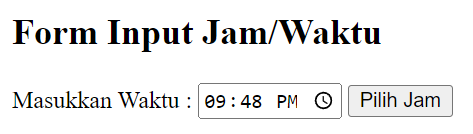 Form Input Jam/Waktu
Masukkan Waktu : 09:48 PM Pilih Jam